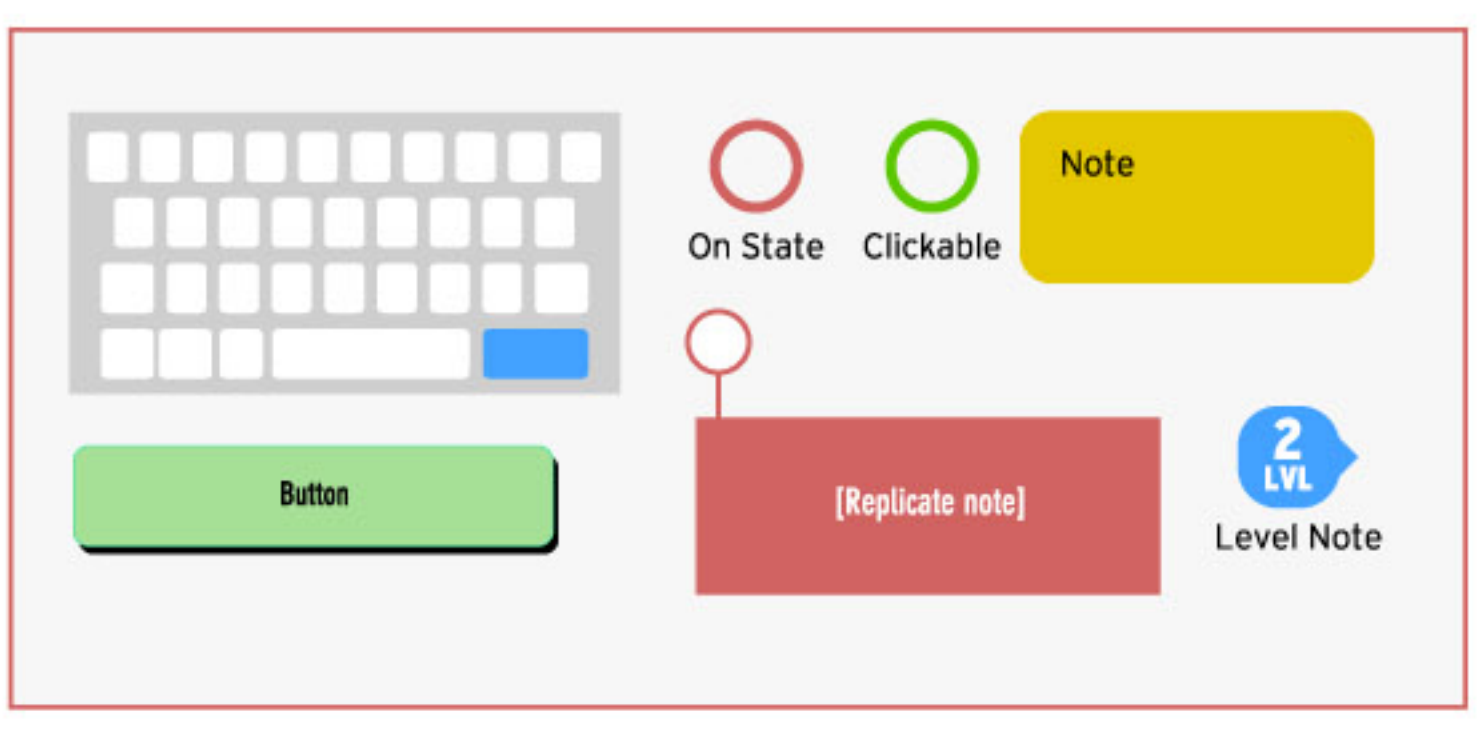 Note
On State
Clickable
Button
[Replicate note]
2
LVL
Level Note